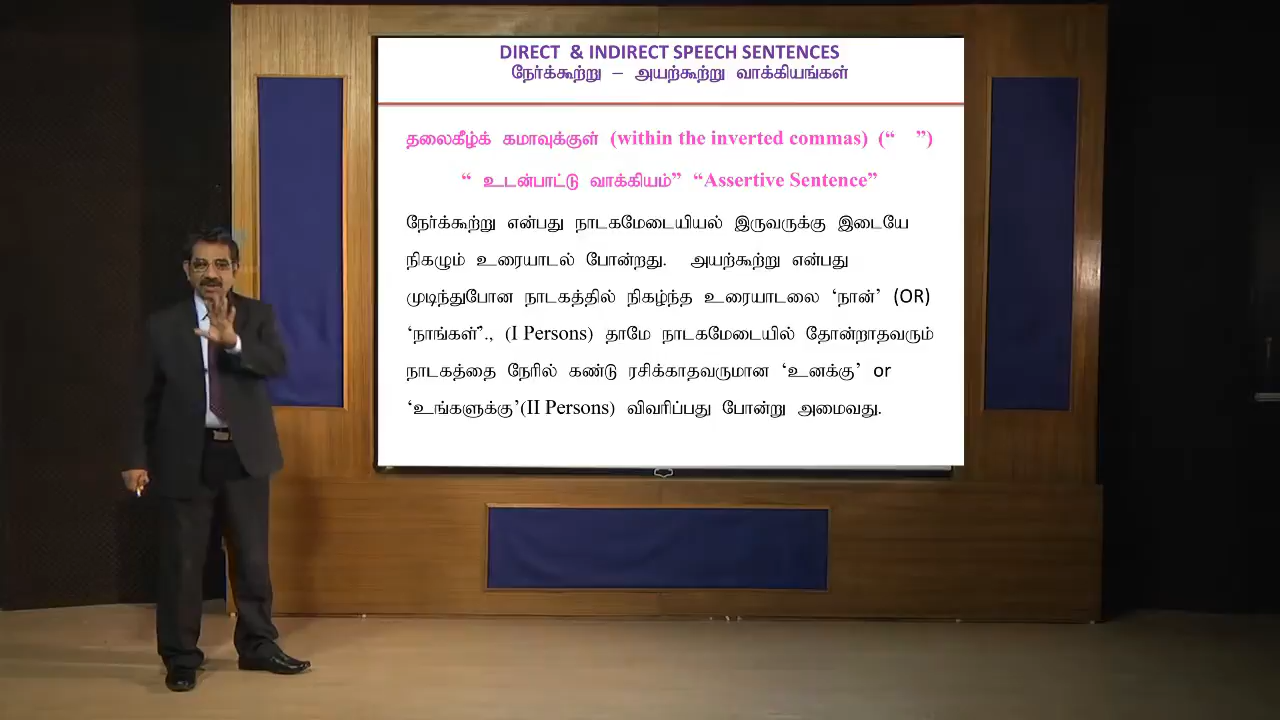 DIRECT & INDIRECT SPEECH SENTENCES
நேர்க்கூற்று – அயற்கூற்று வாக்கியங்கள்
தலைகீழ்க் கமாவுக்குள் (within the inverted commas) (“ ”)
“ உடன்பாட்டு வாக்கியம்” “Assertive Sentence”
நேர்க்கூற்று என்பது நாடகமேடையியல் இருவருக்கு இடையே
நிகழும் உரையாடல் போன்றது. அயற்கூற்று என்பது
முடிந்துபோன நாடகத்தில் நிகழ்ந்த உரையாடலை ‘நான்’ (OR)
‘நாங்கள்’., (I Persons) தாமே நாடகமேடையில் தோன்றாதவரும்
நாடகத்தை நேரில் கண்டு ரசிக்காதவருமான ‘உனக்கு’ or
‘உங்களுக்கு’(II Persons) விவரிப்பது போன்று அமைவது.